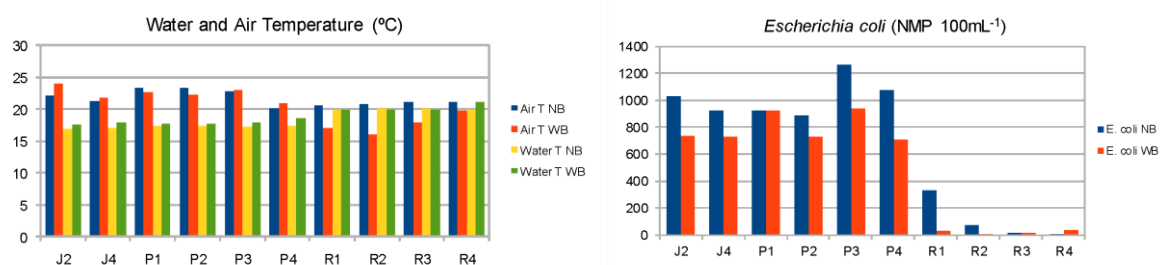 Water and Air Temperature (ºC)
30
25
20
15
10
5
0
J2 J4 P1 P2 P3 P4 R1 R2 R3 R4
Air T NB
Air T WB
Water T NB
Water T WB
Escherichia coli (NMP 100mL-1)
1400
1200
1000
800
600
400
200
0
J2 J4 P1 P2 P3 P4 R1 R2 R3 R4
E. coli NB
E. coli WB